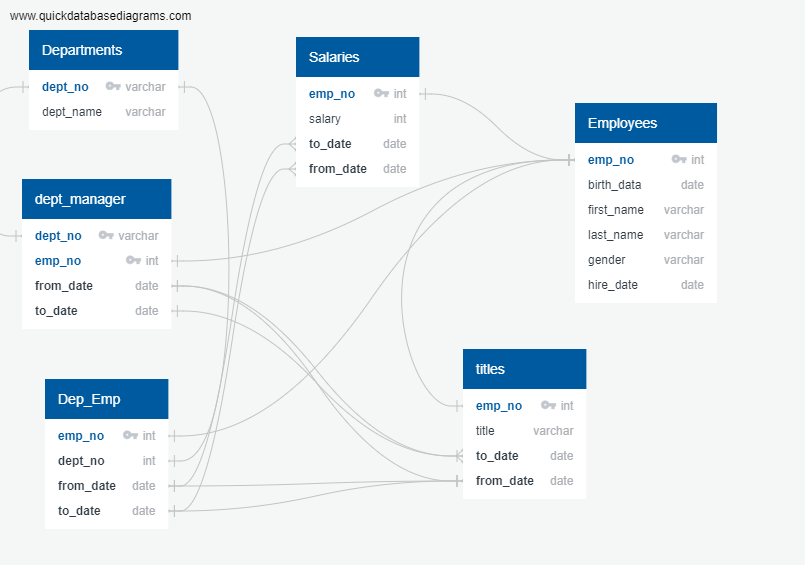 www.quickdatabasediagrams.com
Departments
dept_no varchar
dept_name varchar
Salaries
emp_no int
salary int
to_date date
from_date date
Employees
emp_no int
birth_data date
first_name varchar
last_name varchar
gender varchar
hire_date date
dept_manager
dept_no varchar
emp_no int
from_date date
to_date date
titles
emp_no int
title varchar
to_date date
from_date date
Dep_Emp
emp_no int
dept_no int
from_date date
to_date date